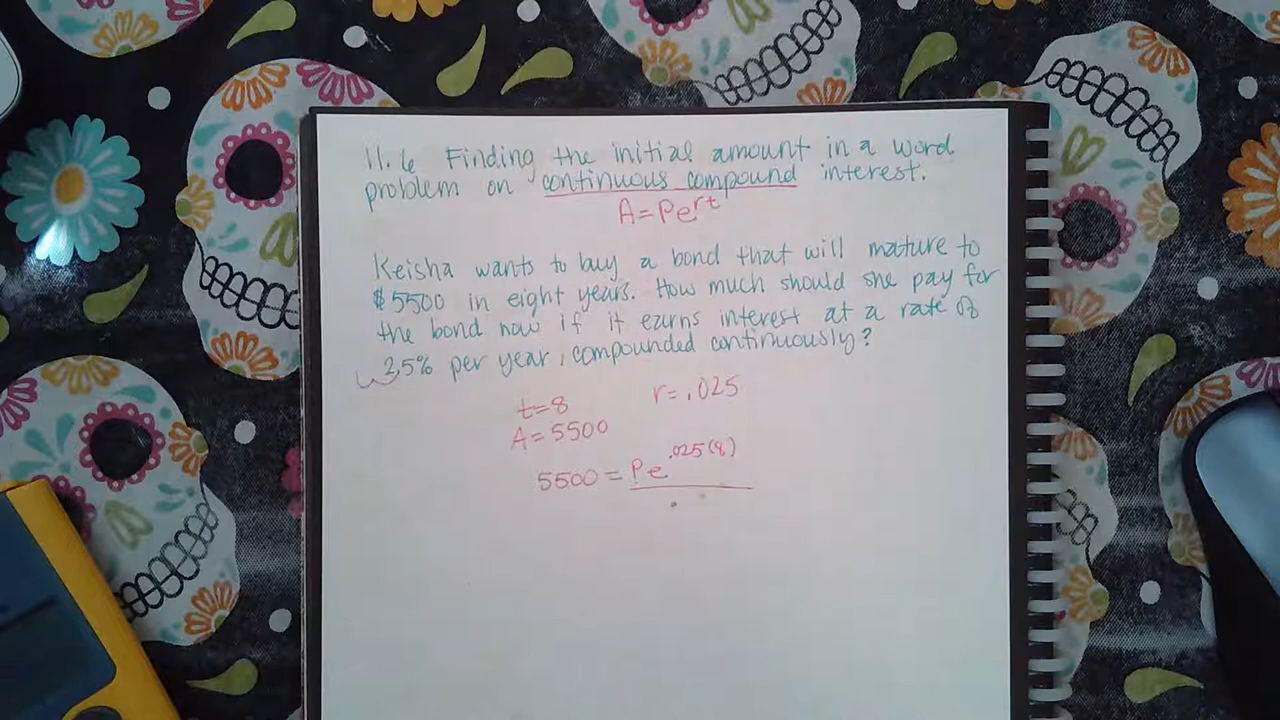 11.6 Finding the initial amount in a word
problem on continuous compound interest.
A=Pe^rt
Keisha wants to buy a bond that will mature to
$5500 in eight years. How much should she pay for
the bond now if it earns interest at a rate of
2.5% per year, compounded continuously?
t=8 r=.025
A=5500
5500=Pe^.025(8)